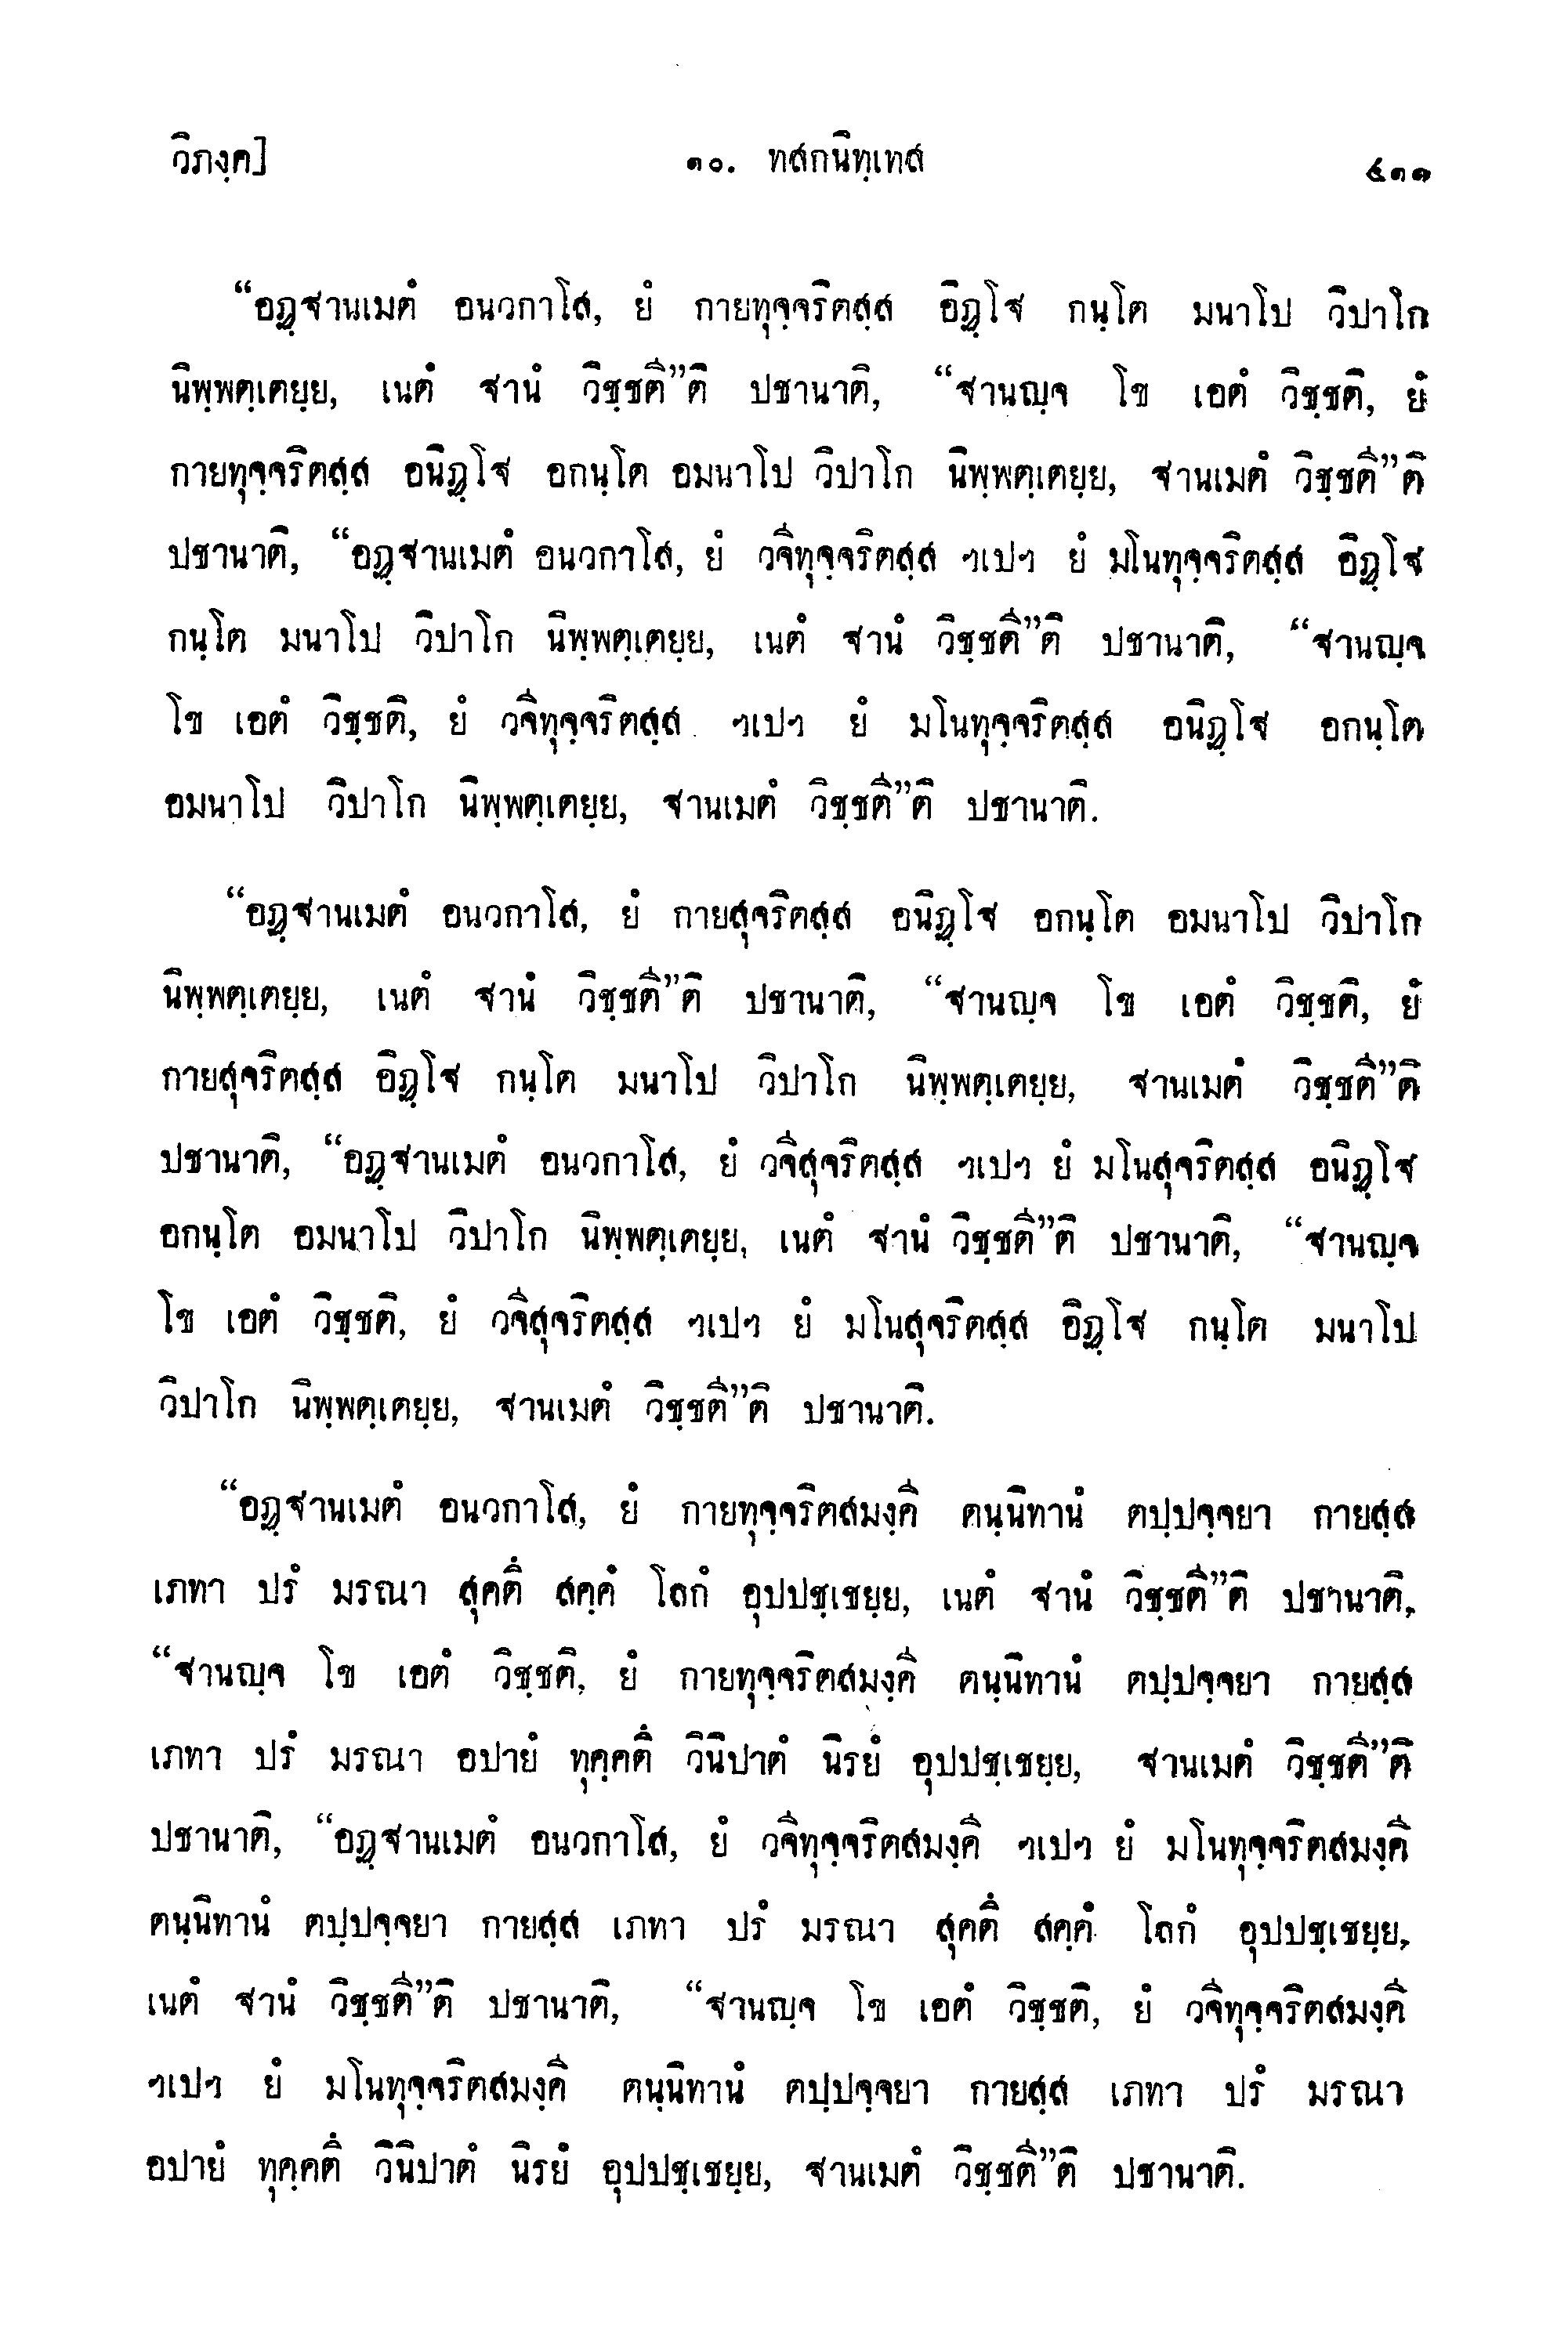 วิภงฺค]
๑๐. ทสกนิทฺเทส
๕๓๑
“อฏฺฐานเมตํ อนวกาโส, ยํ กายทุจฺจริตสฺส อิฏฺโฐ กนฺโต มนาโป วิปาโก
นิพฺพตฺเตยฺย, เนตํ ฐานํ วิชฺชตี”ติ ปชานาติ, “ฐานญฺจ โข เอตํ วิชฺชติ, ยํ
กายทุจฺจริตสฺส อนิฏฺโฐ อกนฺโต อมนาโป วิปาโก นิพฺพตฺเตยฺย, ฐานเมตํ วิชฺชตี”ติ
ปชานาติ, “อฏฺฐานเมตํ อนวกาโส, ยํ วจีทุจฺจริตสฺส ฯเปฯ ยํ มโนทุจฺจริตสฺส อิฏฺโฐ
กนฺโต มนาโป วิปาโก นิพฺพตฺเตยฺย, เนตํ ฐานํ วิชฺชตี”ติ ปชานาติ, “ฐานญฺจ
โข เอตํ วิชฺชติ, ยํ วจีทุจฺจริตสฺส ฯเปฯ ยํ มโนทุจฺจริตสฺส อนิฏฺโฐ อกนฺโต
อมนาโป วิปาโก นิพฺพตฺเตยฺย, ฐานเมตํ วิชฺชตี”ติ ปชานาติ.
“อฏฺฐานเมตํ อนวกาโส, ยํ กายสุจริตสฺส อนิฏฺโฐ อกนฺโต อมนาโป วิปาโก
นิพฺพตฺเตยฺย, เนตํ ฐานํ วิชฺชตี”ติ ปชานาติ, “ฐานญฺจ โข เอตํ วิชฺชติ, ยํ
กายสุจริตสฺส อิฏฺโฐ กนฺโต มนาโป วิปาโก นิพฺพตฺเตยฺย, ฐานเมตํ วิชฺชตี”ติ
ปชานาติ, “อฏฺฐานเมตํ อนวกาโส, ยํ วจีสุจริตสฺส ฯเปฯ ยํ มโนสุจริตสฺส อนิฏฺโฐ
อกนฺโต อมนาโป วิปาโก นิพฺพตฺเตยฺย, เนตํ ฐานํ วิชฺชตี”ติ ปชานาติ, “ฐานญฺจ
โข เอตํ วิชฺชติ, ยํ วจีสุจริตสฺส ฯเปฯ ยํ มโนสุจริตสฺส อิฏฺโฐ กนฺโต มนาโป
วิปาโก นิพฺพตฺเตยฺย, ฐานเมตํ วิชฺชตี”ติ ปชานาติ.
“อฏฺฐานเมตํ อนวกาโส, ยํ กายทุจฺจริตสมงฺคี ตนฺนิทานํ ตปฺปจฺจยา กายสฺส
เภทา ปรํ มรณา สุคตึ สคฺคํ โลกํ อุปปชฺเชยฺย, เนตํ ฐานํ วิชฺชตี”ติ ปชานาติ,
“ฐานญฺจ โข เอตํ วิชฺชติ, ยํ กายทุจฺจริตสมงฺคี ตนฺนิทานํ ตปฺปจฺจยา กายสฺส
เภทา ปรํ มรณา อปายํ ทุคฺคตึ วินิปาตํ นิรยํ อุปปชฺเชยฺย, ฐานเมตํ วิชฺชตี”ติ
ปชานาติ, “อฏฺฐานเมตํ อนวกาโส, ยํ วจีทุจฺจริตสมงฺคี ฯเปฯ ยํ มโนทุจฺจริตสมงฺคี
ตนฺนิทานํ ตปฺปจฺจยา กายสฺส เภทา ปรํ มรณา สุคตึ สคฺคํ โลกํ อุปปชฺเชยฺย,
เนตํ ฐานํ วิชฺชตี”ติ ปชานาติ, “ฐานญฺจ โข เอตํ วิชฺชติ, ยํ วจีทุจฺจริตสมงฺคี
ฯเปฯ ยํ มโนทุจฺจริตสมงฺคี ตนฺนิทานํ ตปฺปจฺจยา กายสฺส เภทา ปรํ มรณา
อปายํ ทุคฺคตึ วินิปาตํ นิรยํ อุปปชฺเชยฺย, ฐานเมตํ วิชฺชตี”ติ ปชานาติ.